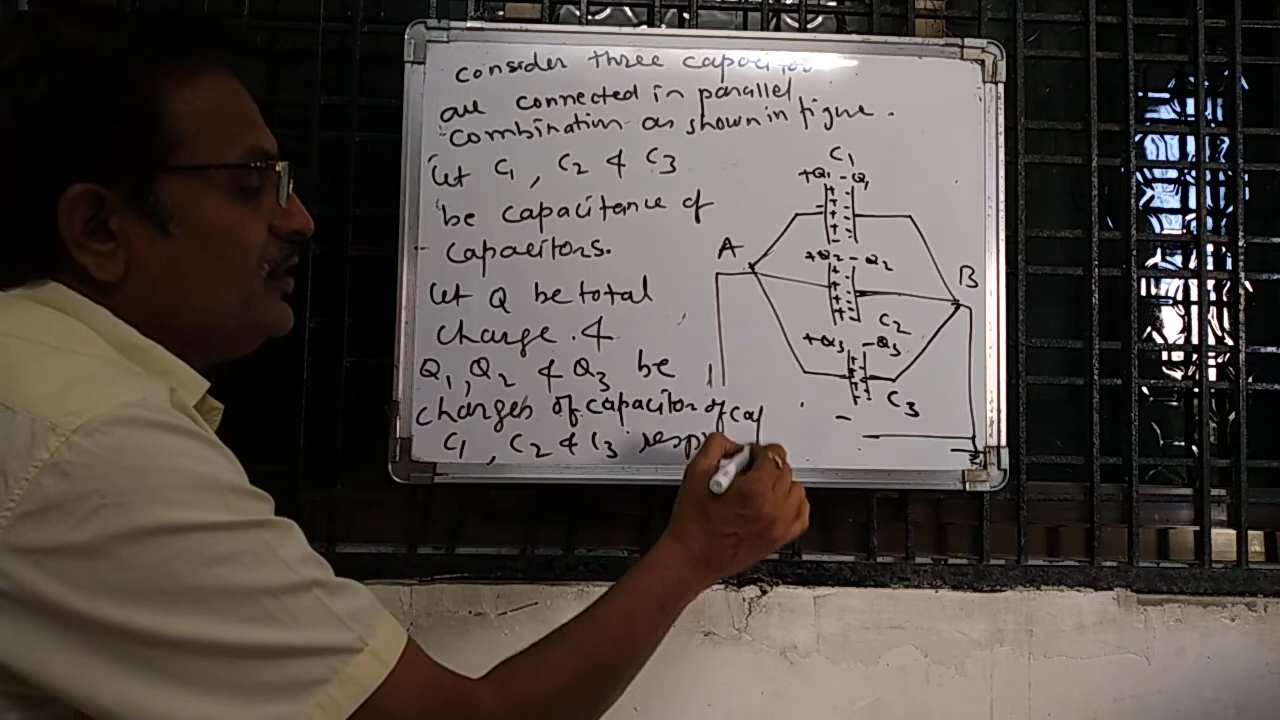 consider three capacitor
are connected in parallel
combination as shown in figure.
Let C1, C2 & C3
be capacitance of
capacitors.
Let Q be total
charge. &
Q1, Q2 & Q3 be
charges of capacitor of cap
C1, C2 & C3 resp
C1
+Q1 -Q1
A
+Q2 -Q2
B
C2
+Q3 -Q3
C3